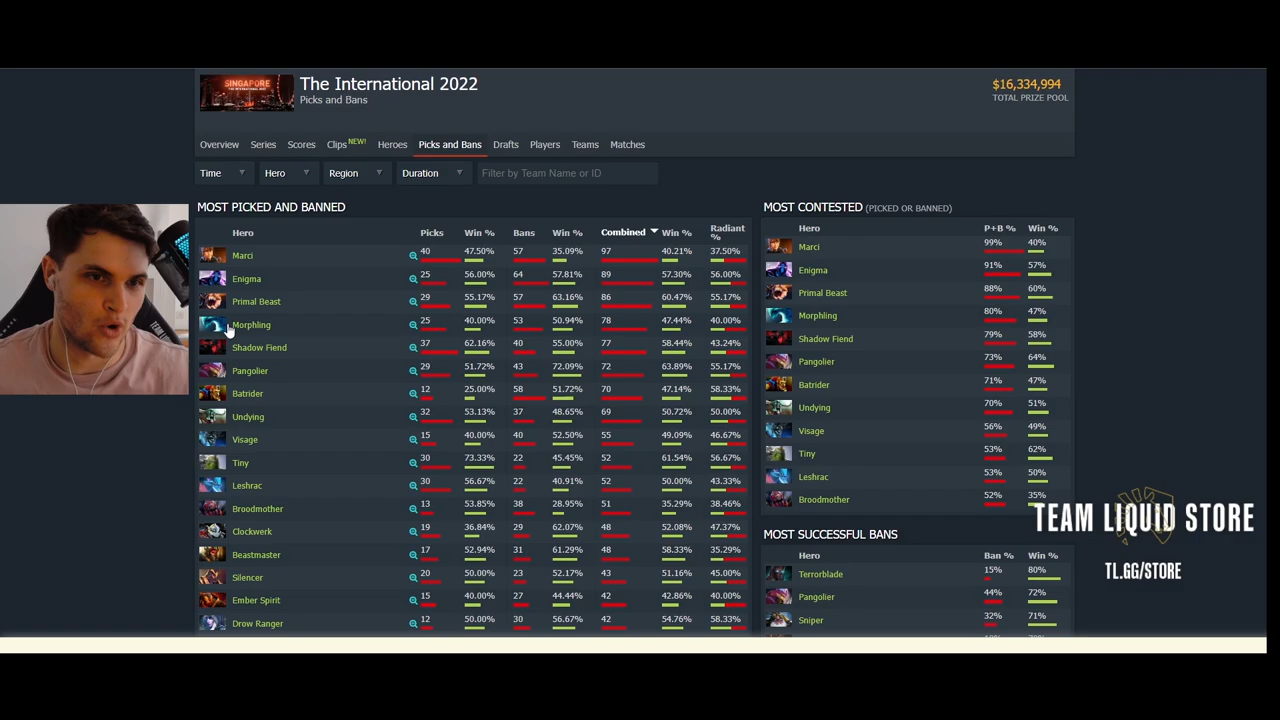 SINGAPORE
The International 2022
Picks and Bans
$16,334,994
TOTAL PRIZE POOL
Overview Series Scores Clips NEW! Heroes Picks and Bans Drafts Players Teams Matches
Time Hero Region Duration Filter by Team Name or ID
MOST PICKED AND BANNED
Hero Picks Win % Bans Win % Combined Win % Radiant %
Marci 40 47.50% 57 35.09% 97 40.21% 37.50%
Enigma 25 56.00% 64 57.81% 89 57.30% 56.00%
Primal Beast 29 55.17% 57 63.16% 86 60.47% 55.17%
Morphling 25 40.00% 53 50.94% 78 47.44% 40.00%
Shadow Fiend 37 62.16% 40 55.00% 77 58.44% 43.24%
Pangolier 29 51.72% 43 72.09% 72 63.89% 55.17%
Batrider 12 25.00% 58 51.72% 70 47.14% 58.33%
Undying 32 53.13% 37 48.65% 69 50.72% 50.00%
Visage 15 40.00% 40 52.50% 55 49.09% 46.67%
Tiny 30 73.33% 22 45.45% 52 61.54% 56.67%
Leshrac 30 56.67% 22 40.91% 52 50.00% 43.33%
Broodmother 13 53.85% 38 28.95% 51 35.29% 38.46%
Clockwerk 19 36.84% 29 62.07% 48 52.08% 47.37%
Beastmaster 17 52.94% 31 61.29% 48 58.33% 35.29%
Silencer 20 50.00% 23 52.17% 43 51.16% 45.00%
Ember Spirit 15 40.00% 27 44.44% 42 42.86% 40.00%
Drow Ranger 12 50.00% 30 56.67% 42 54.76% 58.33%
MOST CONTESTED (PICKED OR BANNED)
Hero P+B % Win %
Marci 99% 40%
Enigma 91% 57%
Primal Beast 88% 60%
Morphling 80% 47%
Shadow Fiend 79% 58%
Pangolier 73% 64%
Batrider 71% 47%
Undying 70% 51%
Visage 56% 49%
Tiny 53% 62%
Leshrac 53% 50%
Broodmother 52% 35%
MOST SUCCESSFUL BANS
Hero Ban % Win %
Terrorblade 15% 80%
Pangolier 44% 72%
Sniper 32% 71%
TEAM LIQUID STORE
TL.GG/STORE